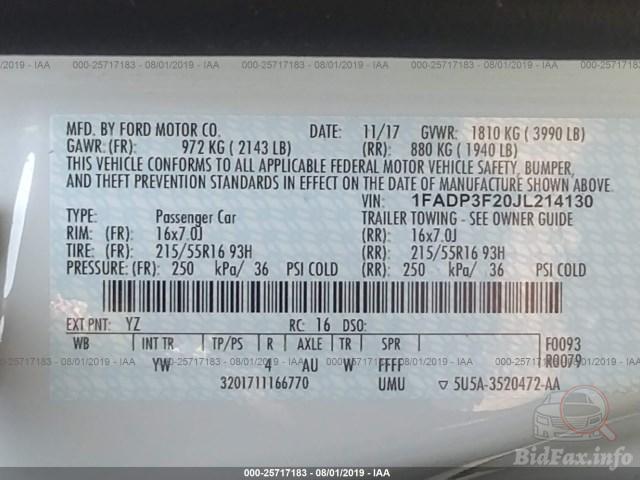 08/01/2019 - IAA 000-25717183 - 08/01/2019 - IAA 000-25717183 - 08/01/2019 - IAA
MFD. BY FORD MOTOR CO. DATE: 11/17 GVWR: 1810 KG ( 3990 LB)
GAWR: (FR): 972 KG ( 2143 LB) (RR): 880 KG ( 1940 LB)
THIS VEHICLE CONFORMS TO ALL APPLICABLE FEDERAL MOTOR VEHICLE SAFETY, BUMPER,
AND THEFT PREVENTION STANDARDS IN EFFECT ON THE DATE OF MANUFACTURE SHOWN ABOVE.
VIN: 1FADP3F20JL214130
TYPE: Passenger Car TRAILER TOWING - SEE OWNER GUIDE
RIM: (FR): 16x7.0J (RR): 16x7.0J
TIRE: (FR): 215/55R16 93H (RR): 215/55R16 93H
PRESSURE: (FR): 250 kPa/ 36 PSI COLD (RR): 250 kPa/ 36 PSI COLD
EXT PNT: YZ RC: 16 DSO:
WB INT TR TP/PS R AXLE TR SPR F0093
YW 4 AU W FFFF R0079
3201711166770 UMU ▽ 5U5A-3520472-AA
000-25717183 - 08/01/2019 - IAA
BidFax.info